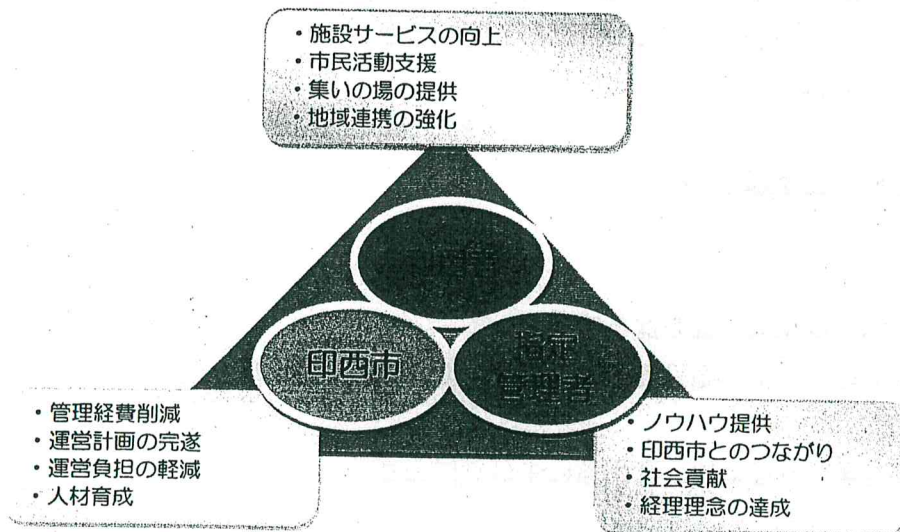 ・施設サービスの向上
・市民活動支援
・集いの場の提供
・地域連携の強化
利用者
印西市
指定
管理者
・管理経費削減
・運営計画の完遂
・運営負担の軽減
・人材育成
・ノウハウ提供
・印西市とのつながり
・社会貢献
・経理理念の達成